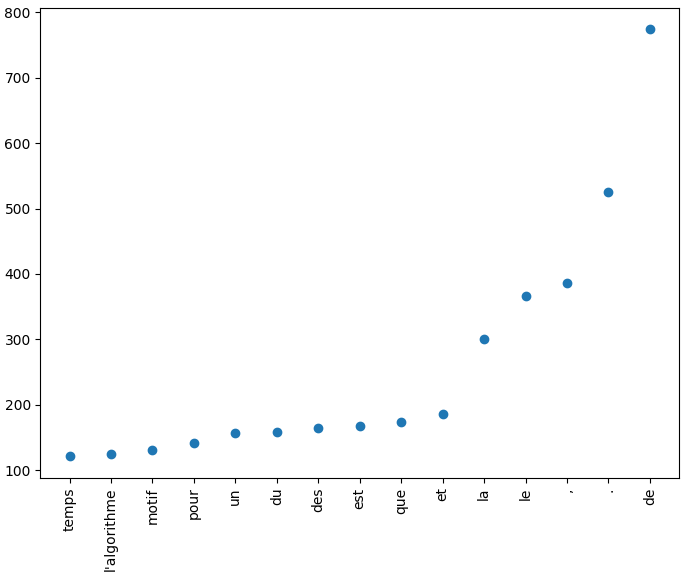 800
700
600
500
400
300
200
100
temps
l'algorithme
motif
pour
un
du
des
est
que
et
la
le
,
.
de